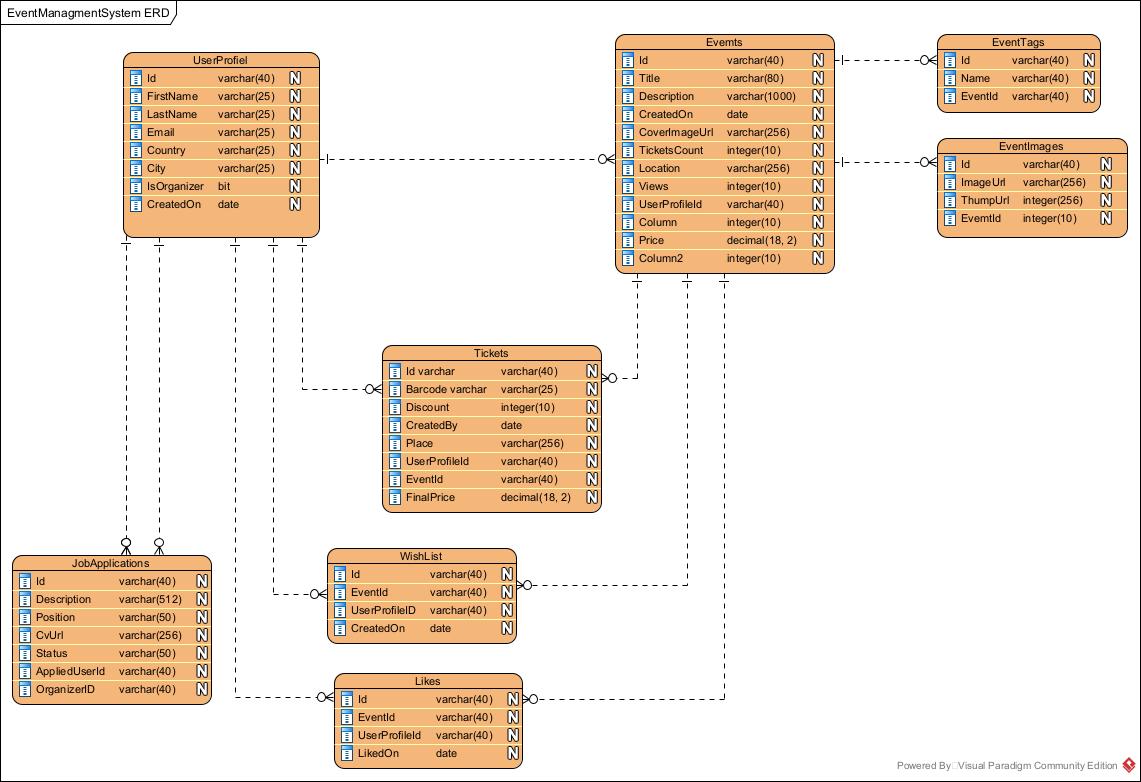 EventManagmentSystem ERD
UserProfiel
Id varchar(40) N
FirstName varchar(25) N
LastName varchar(25) N
Email varchar(25) N
Country varchar(25) N
City varchar(25) N
IsOrganizer bit N
CreatedOn date N
Evemts
Id varchar(40) N
Title varchar(80) N
Description varchar(1000) N
CreatedOn date N
CoverImageUrl varchar(256) N
TicketsCount integer(10) N
Location varchar(256) N
Views integer(10) N
UserProfileId varchar(40) N
Column integer(10) N
Price decimal(18, 2) N
Column2 integer(10) N
EventTags
Id varchar(40) N
Name varchar(40) N
EventId varchar(40) N
EventImages
Id varchar(40) N
ImageUrl varchar(256) N
ThumpUrl integer(256) N
EvemtId integer(10) N
Tickets
Id varchar varchar(40) N
Barcode varchar varchar(25) N
Discount integer(10) N
CreatedBy date N
Place varchar(256) N
UserProfileId varchar(40) N
EventId varchar(40) N
FinalPrice decimal(18, 2) N
JobApplications
Id varchar(40) N
Description varchar(512) N
Position varchar(50) N
CvUrl varchar(256) N
Status varchar(50) N
AppliedUserId varchar(40) N
OrganizerID varchar(40) N
WishList
Id varchar(40) N
EventId varchar(40) N
UserProfileID varchar(40) N
CreatedOn date N
Likes
Id varchar(40) N
EventId varchar(40) N
UserProfileId varchar(40) N
LikedOn date N
Powered By Visual Paradigm Community Edition